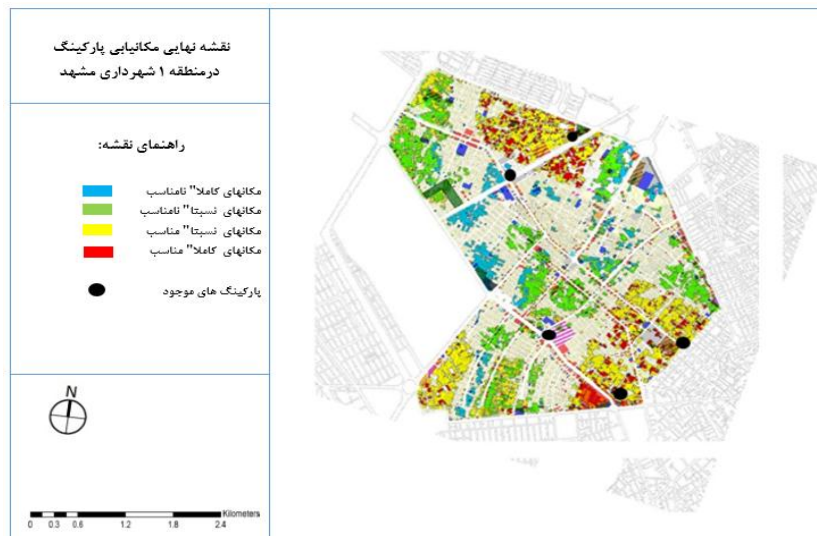 نقشه نهایی مکانیابی پارکینگ
درمنطقه ۱ شهرداری مشهد
راهنمای نقشه:
مکانهای کاملا" نامناسب
مکانهای نسبتا" نامناسب
مکانهای نسبتا" مناسب
مکانهای کاملا" مناسب
پارکینگ های موجود
N
Kilometers
0 0.3 0.6 1.2 1.8 2.4